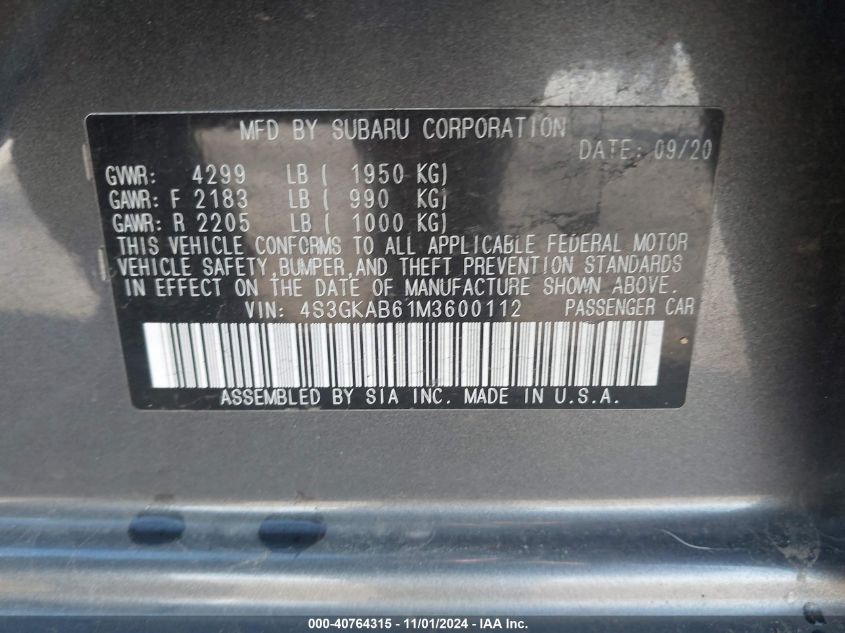 MFD BY SUBARU CORPORATION
DATE: 09/20
GVWR: 4299 LB ( 1950 KG)
GAWR: F 2183 LB ( 990 KG)
GAWR: R 2205 LB ( 1000 KG)
THIS VEHICLE CONFORMS TO ALL APPLICABLE FEDERAL MOTOR
VEHICLE SAFETY,BUMPER,AND THEFT PREVENTION STANDARDS
IN EFFECT ON THE DATE OF MANUFACTURE SHOWN ABOVE.
VIN: 4S3GKAB61M3600112 PASSENGER CAR
ASSEMBLED BY SIA INC. MADE IN U.S.A.
000-40764315 - 11/01/2024 - IAA Inc.